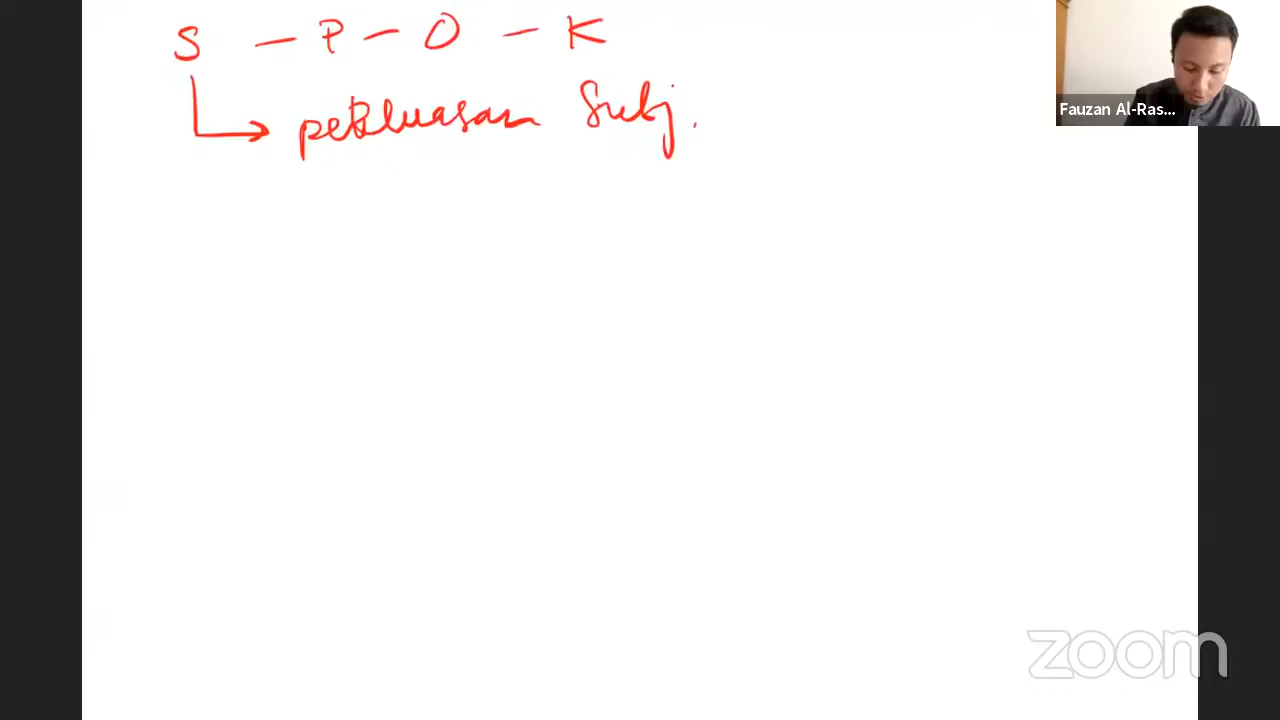 S — P — O — K
perluasan Subj.
Fauzan Al-Ras...
zoom